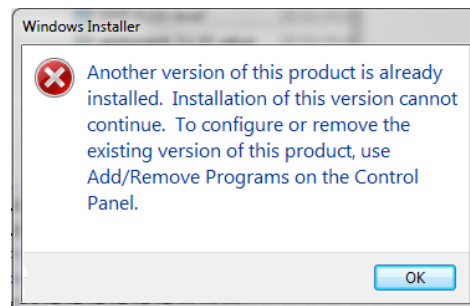 Windows Installer
Another version of this product is already
installed. Installation of this version cannot
continue. To configure or remove the
existing version of this product, use
Add/Remove Programs on the Control
Panel.
OK